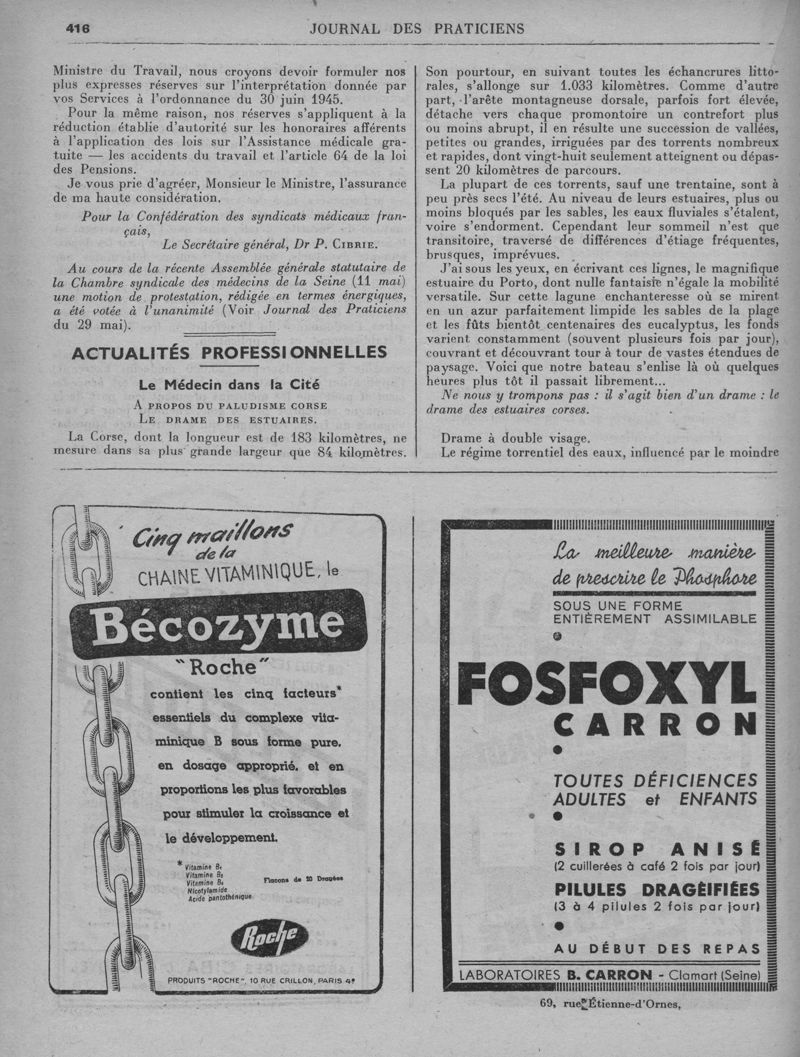 416
JOURNAL DES PRATICIENS
Ministre du Travail, nous croyons devoir formuler nos
plus expresses réserves sur l'interprétation donnée par
vos Services à l'ordonnance du 30 juin 1945.
Pour la même raison, nos réserves s'appliquent à la
réduction établie d'autorité sur les honoraires afférents
à l'application des lois sur l'Assistance médicale gra-
tuite — les accidents du travail et l'article 64 de la loi
des Pensions.
Je vous prie d'agréer, Monsieur le Ministre, l'assurance
de ma haute considération.
Pour la Confédération des syndicats médicaux fran-
çais,
Le Secrétaire général, Dr P. CIBRIE.
Au cours de la récente Assemblée générale statutaire de
la Chambre syndicale des médecins de la Seine (11 mai)
une motion de protestation, rédigée en termes énergiques,
a été votée à l'unanimité (Voir Journal des Praticiens
du 29 mai).
ACTUALITÉS PROFESSIONNELLES
Le Médecin dans la Cité
A PROPOS DU PALUDISME CORSE
LE DRAME DES ESTUAIRES.
La Corse, dont la longueur est de 183 kilomètres, ne
mesure dans sa plus grande largeur que 84 kilomètres.
Son pourtour, en suivant toutes les échancrures litto-
rales, s'allonge sur 1.033 kilomètres. Comme d'autre
part, l'arête montagneuse dorsale, parfois fort élevée,
détache vers chaque promontoire un contrefort plus
ou moins abrupt, il en résulte une succession de vallées,
petites ou grandes, irriguées par des torrents nombreux
et rapides, dont vingt-huit seulement atteignent ou dépas-
sent 20 kilomètres de parcours.
La plupart de ces torrents, sauf une trentaine, sont à
peu près secs l'été. Au niveau de leurs estuaires, plus ou
moins bloqués par les sables, les eaux fluviales s'étalent,
voire s'endorment. Cependant leur sommeil n'est que
transitoire, traversé de différences d'étiage fréquentes,
brusques, imprévues.
J'ai sous les yeux, en écrivant ces lignes, le magnifique
estuaire du Porto, dont nulle fantaisie n'égale la mobilité
versatile. Sur cette lagune enchanteresse où se mirent
en un azur parfaitement limpide les sables de la plage
et les fûts bientôt centenaires des eucalyptus, les fonds
varient constamment (souvent plusieurs fois par jour),
couvrant et découvrant tour à tour de vastes étendues de
paysage. Voici que notre bateau s'enlise là où quelques
heures plus tôt il passait librement...
Ne nous y trompons pas : il s'agit bien d'un drame : le
drame des estuaires corses.
Drame à double visage.
Le régime torrentiel des eaux, influencé par le moindre
Cinq maillons
de la
CHAINE VITAMINIQUE, le
Bécozyme
"Roche"
contient les cinq facteurs*
essentiels du complexe vita-
minique B sous forme pure,
en dosage approprié, et en
proportions les plus favorables
pour stimuler la croissance et
le développement.
* Vitamine B1
Vitamine B2
Vitamine B6
Nicotylamide
Acide pantothénique
Flacons de 20 Dragées
Roche
PRODUITS "ROCHE", 10 RUE CRILLON, PARIS 4e
La meilleure manière
de prescrire le Phosphore
SOUS UNE FORME
ENTIÈREMENT ASSIMILABLE
FOSFOXYL
CARRON
TOUTES DÉFICIENCES
ADULTES et ENFANTS
SIROP ANISÉ
(2 cuillerées à café 2 fois par jour)
PILULES DRAGÉIFIÉES
(3 à 4 pilules 2 fois par jour)
AU DÉBUT DES REPAS
LABORATOIRES B. CARRON - Clamart (Seine)
69, rue Étienne-d'Ornes,